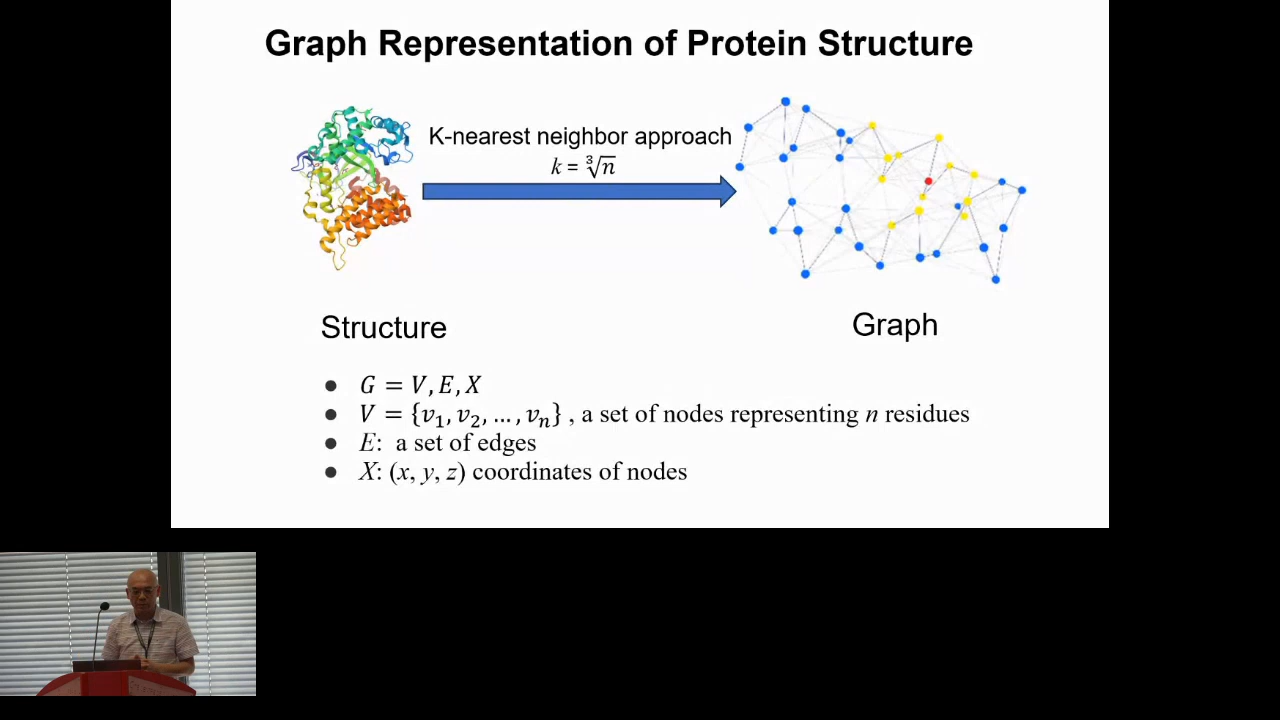 Graph Representation of Protein Structure
K-nearest neighbor approach
k = ∛n
Structure
Graph
● G = V, E, X
● V = {v₁, v₂, …, vₙ} , a set of nodes representing n residues
● E: a set of edges
● X: (x, y, z) coordinates of nodes